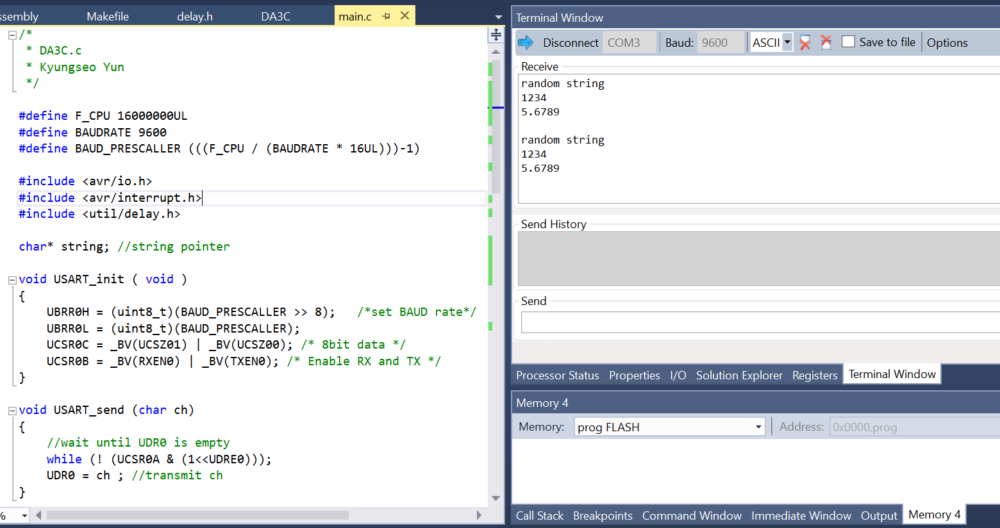 ssembly Makefile delay.h DA3C main.c
/*
* DA3C.c
* Kyungseo Yun
*/
#define F_CPU 16000000UL
#define BAUDRATE 9600
#define BAUD_PRESCALLER (((F_CPU / (BAUDRATE * 16UL)))-1)
#include <avr/io.h>
#include <avr/interrupt.h>
#include <util/delay.h>
char* string; //string pointer
void USART_init ( void )
{
UBRR0H = (uint8_t)(BAUD_PRESCALLER >> 8); /*set BAUD rate*/
UBRR0L = (uint8_t)(BAUD_PRESCALLER);
UCSR0C = _BV(UCSZ01) | _BV(UCSZ00); /* 8bit data */
UCSR0B = _BV(RXEN0) | _BV(TXEN0); /* Enable RX and TX */
}
void USART_send (char ch)
{
//wait until UDR0 is empty
while (! (UCSR0A & (1<<UDRE0)));
UDR0 = ch ; //transmit ch
}
%
Terminal Window
Disconnect COM3 Baud: 9600 ASCII Save to file Options
Receive
random string
1234
5.6789
random string
1234
5.6789
Send History
Send
Processor Status Properties I/O Solution Explorer Registers Terminal Window
Memory 4
Memory: prog FLASH Address: 0x0000,prog
Call Stack Breakpoints Command Window Immediate Window Output Memory 4